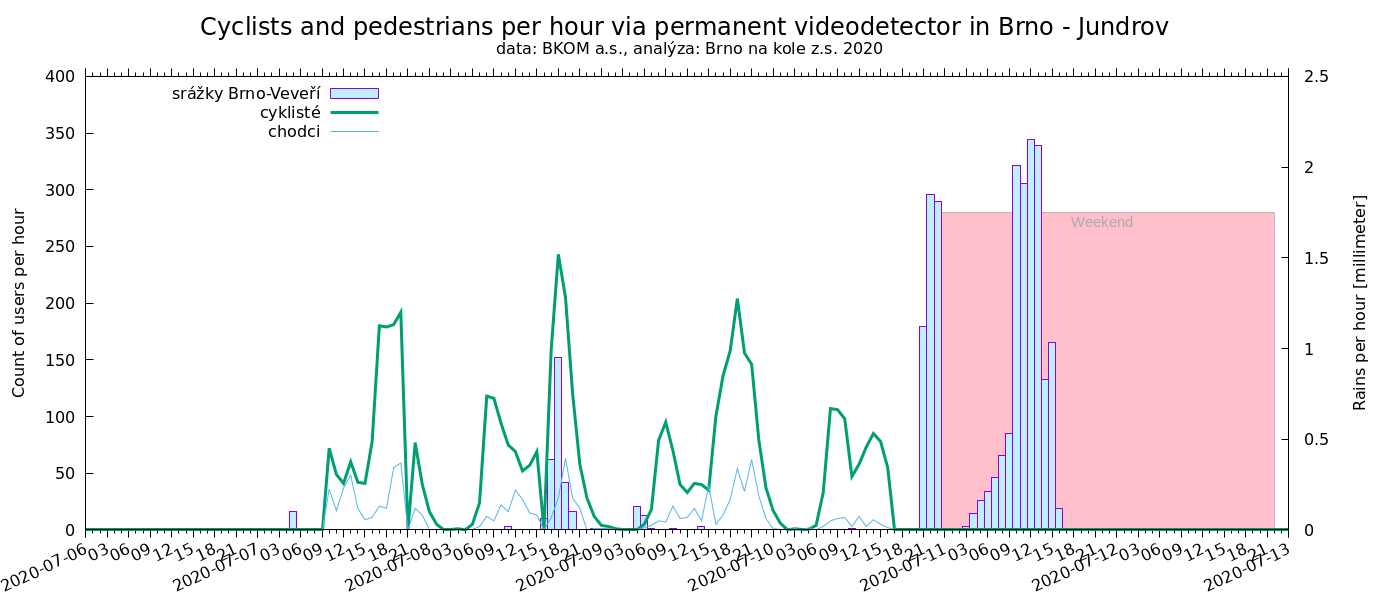 Cyclists and pedestrians per hour via permanent videodetector in Brno - Jundrov
data: BKOM a.s., analýza: Brno na kole z.s. 2020
400
350
300
250
200
150
100
50
0
2.5
2
1.5
1
0.5
0
Count of users per hour
Rains per hour [millimeter]
srážky Brno-Veveří
cyklisté
chodci
Weekend
2020-07-06 03 06 09 12 15 18 21 2020-07-07 03 06 09 12 15 18 21 2020-07-08 03 06 09 12 15 18 21 2020-07-09 03 06 09 12 15 18 21 2020-07-10 03 06 09 12 15 18 21 2020-07-11 03 06 09 12 15 18 21 2020-07-12 03 06 09 12 15 18 21 2020-07-13